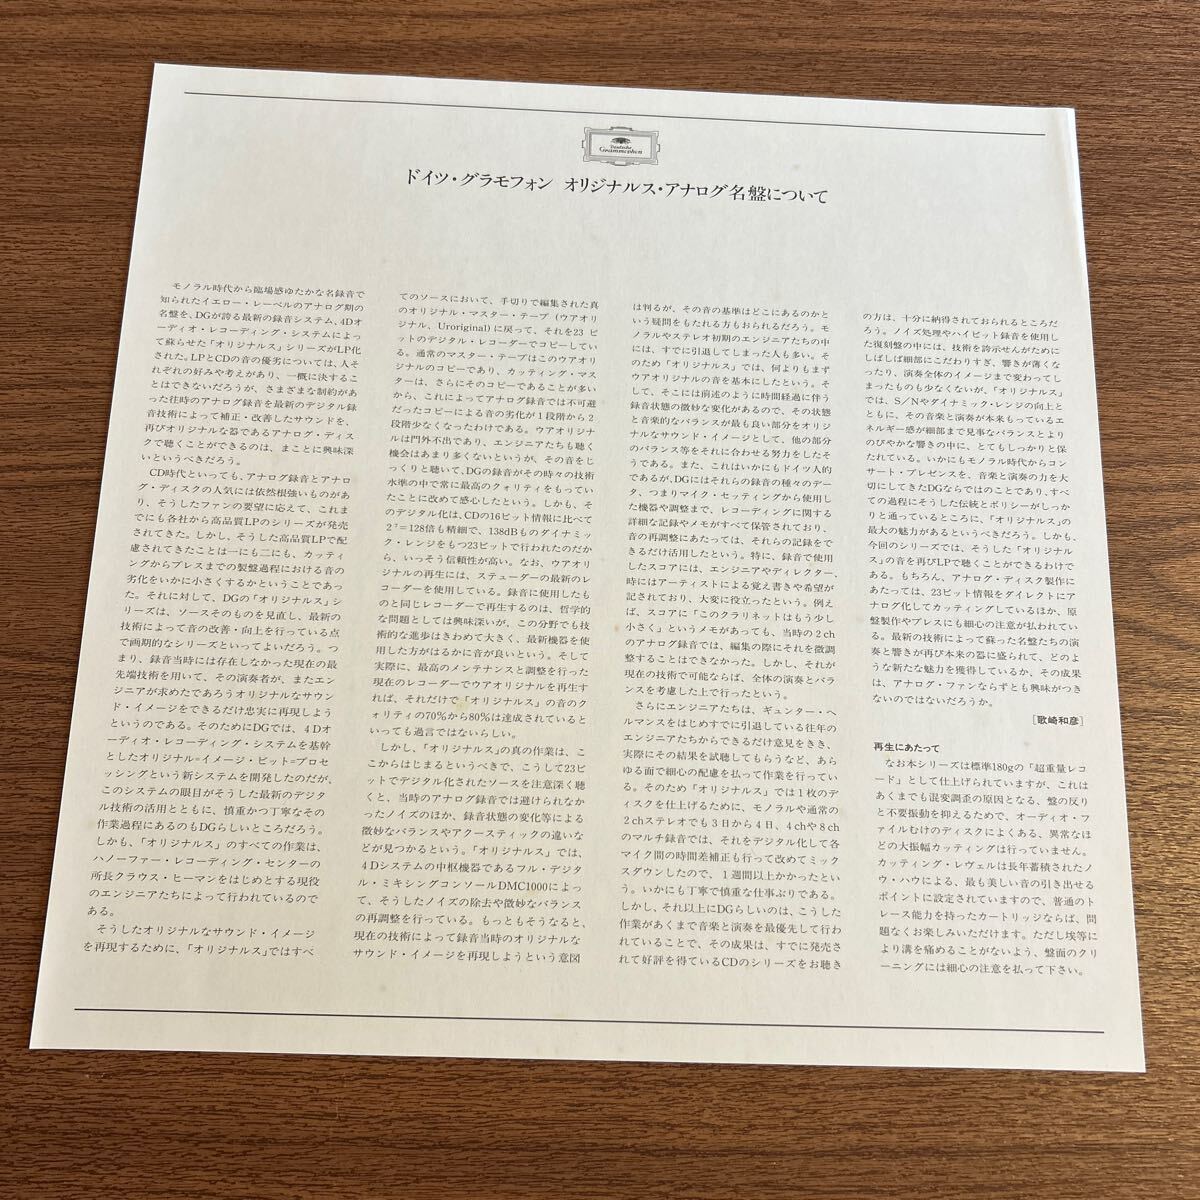 Deutsche
Grammophon
ドイツ・グラモフォン オリジナルス・アナログ名盤について
モノラル時代から臨場感ゆたかな名録音で
知られたイエロー・レーベルのアナログ期の
名盤を、DGが誇る最新の録音システム、4Dオ
ーディオ・レコーディング・システムによっ
て蘇らせた「オリジナルス」シリーズがLP化
された。LPとCDの音の優劣については、人そ
れぞれの好みや考えがあり、一概に決するこ
とはできないだろうが、さまざまな制約があ
った往時のアナログ録音を最新のデジタル録
音技術によって補正・改善したサウンドを、
再びオリジナルな器であるアナログ・ディス
クで聴くことができるのは、まことに興味深
いというべきだろう。
CD時代といっても、アナログ録音とアナロ
グ・ディスクの人気には依然根強いものがあ
り、そうしたファンの要望に応えて、これま
でにも各社から高品質LPのシリーズが発売
されてきた。しかし、そうした高品質LPで配
慮されてきたことは一にも二にも、カッティ
ングからプレスまでの製盤過程における音の
劣化をいかに小さくするかということであっ
た。それに対して、DGの「オリジナルス」シ
リーズは、ソースそのものを見直し、最新の
技術によって音の改善・向上を行っている点
で画期的なシリーズといってよいだろう。つ
まり、録音当時には存在しなかった現在の最
先端技術を用いて、その演奏者が、またエン
ジニアが求めたであろうオリジナルなサウン
ド・イメージをできるだけ忠実に再現しよう
というのである。そのためにDGでは、4Dオ
ーディオ・レコーディング・システムを基幹
としたオリジナル=イメージ・ビット=プロセ
ッシングという新システムを開発したのだが、
このシステムの眼目がそうした最新のデジタ
ル技術の活用とともに、慎重かつ丁寧なその
作業過程にあるのもDGらしいところだろう。
しかも、「オリジナルス」のすべての作業は、
ハノーファー・レコーディング・センターの
所長クラウス・ヒーマンをはじめとする現役
のエンジニアたちによって行われているので
ある。
そうしたオリジナルなサウンド・イメージ
を再現するために、「オリジナルス」ではすべ
てのソースにおいて、手切りで編集された真
のオリジナル・マスター・テープ(ウアオリ
ジナル、Uroriginal)に戻って、それを23ビ
ットのデジタル・レコーダーでコピーしてい
る。通常のマスター・テープはこのウアオリ
ジナルのコピーであり、カッティング・マス
ターは、さらにそのコピーであることが多い
から、これによってアナログ録音では不可避
だったコピーによる音の劣化が1段階から2
段階少なくなったわけである。ウアオリジナ
ルは門外不出であり、エンジニアたちも聴く
機会はあまり多くないというが、その音をじ
っくりと聴いて、DGの録音がその時々の技術
水準の中で常に最高のクォリティをもってい
たことに改めて感心したという。しかも、そ
のデジタル化は、CDの16ビット情報に比べて
2⁷=128倍も精細で、138dBものダイナミッ
ク・レンジをもつ23ビットで行われたのだか
ら、いっそう信頼性が高い。なお、ウアオリ
ジナルの再生には、ステューダーの最新のレ
コーダーを使用している。録音に使用したも
のと同じレコーダーで再生するのは、哲学的
な問題としては興味深いが、この分野でも技
術的な進歩はきわめて大きく、最新機器を使
用した方がはるかに音が良いという。そして
実際に、最高のメンテナンスと調整を行った
現在のレコーダーでウアオリジナルを再生す
れば、それだけで「オリジナルス」の音のク
ォリティの70%から80%は達成されていると
いっても過言ではないらしい。
しかし、「オリジナルス」の真の作業は、こ
こからはじまるというべきで、こうして23ビ
ットでデジタル化されたソースを注意深く聴
くと、当時のアナログ録音では避けられなか
ったノイズのほか、録音状態の変化等による
微妙なバランスやアクースティックの違いな
どが見つかるという。「オリジナルス」では、
4Dシステムの中枢機器であるフル・デジタ
ル・ミキシングコンソールDMC1000によっ
て、そうしたノイズの除去や微妙なバランス
の再調整を行っている。もっともそうなると、
現在の技術によって録音当時のオリジナルな
サウンド・イメージを再現しようという意図
は判るが、その音の基準はどこにあるのかと
いう疑問をもたれる方もおられるだろう。モ
ノラルやステレオ初期のエンジニアたちの中
には、すでに引退してしまった人も多い。そ
のため「オリジナルス」では、何よりもまず
ウアオリジナルの音を基本にしたという。そ
して、そこには前述のように時間経過に伴う
録音状態の微妙な変化があるので、その状態
と音楽的なバランスが最も良い部分をオリジ
ナルなサウンド・イメージとして、他の部分
のバランス等をそれに合わせる努力をしたそ
うである。また、これはいかにもドイツ人的
であるが、DGにはそれらの録音の種々のデー
タ、つまりマイク・セッティングから使用し
た機器や調整まで、レコーディングに関する
詳細な記録やメモがすべて保管されており、
音の再調整にあたっては、それらの記録をで
きるだけ活用したという。特に、録音で使用
したスコアには、エンジニアやディレクター、
時にはアーティストによる覚え書きや希望が
記されており、大変に役立ったという。例え
ば、スコアに「このクラリネットはもう少し
小さく」というメモがあっても、当時の2ch
のアナログ録音では、編集の際にそれを微調
整することはできなかった。しかし、それが
現在の技術で可能ならば、全体の演奏とバラ
ンスを考慮した上で行ったという。
さらにエンジニアたちは、ギュンター・ヘ
ルマンスをはじめすでに引退している往年の
エンジニアたちからできるだけ意見をきき、
実際にその結果を試聴してもらうなど、あら
ゆる面で細心の配慮を払って作業を行ってい
る。そのため「オリジナルス」では1枚のデ
ィスクを仕上げるために、モノラルや通常の
2chステレオでも3日から4日、4chや8ch
のマルチ録音では、それをデジタル化して各
マイク間の時間差補正も行って改めてミック
スダウンしたので、1週間以上かかったとい
う。いかにも丁寧で慎重な仕事ぶりである。
しかし、それ以上にDGらしいのは、こうした
作業があくまで音楽と演奏を最優先して行わ
れていることで、その成果は、すでに発売さ
れて好評を得ているCDのシリーズをお聴き
の方は、十分に納得されておられるところだ
ろう。ノイズ処理やハイビット録音を使用し
た復刻盤の中には、技術を誇示せんがために
しばしば細部にこだわりすぎ、響きが薄くな
ったり、演奏全体のイメージまで変わってし
まったものも少なくないが、「オリジナルス」
では、S/Nやダイナミック・レンジの向上と
ともに、その音楽と演奏が本来もっているエ
ネルギー感が細部まで見事なバランスとより
のびやかな響きの中に、とてもしっかりと保
たれている。いかにもモノラル時代からコン
サート・プレゼンスを、音楽と演奏の力を大
切にしてきたDGならではのことであり、すべ
ての過程にそうした伝統とポリシーがしっか
りと通っているところに、「オリジナルス」の
最大の魅力があるというべきだろう。しかも、
今回のシリーズでは、そうした「オリジナル
ス」の音を再びLPで聴くことができるわけで
ある。もちろん、アナログ・ディスク製作に
あたっては、23ビット情報をダイレクトにア
ナログ化してカッティングしているほか、原
盤製作やプレスにも細心の注意が払われてい
る。最新の技術によって蘇った名盤たちの演
奏と響きが再び本来の器に盛られて、どのよ
うな新たな魅力を獲得しているか、その成果
は、アナログ・ファンならずとも興味がつき
ないのではないだろうか。
[歌崎和彦]
再生にあたって
なお本シリーズは標準180gの「超重量レコ
ード」として仕上げられていますが、これは
あくまでも混変調歪の原因となる、盤の反り
と不要振動を抑えるためで、オーディオ・フ
ァイルむけのディスクによくある、異常なほ
どの大振幅カッティングは行っていません。
カッティング・レヴェルは長年蓄積されたノ
ウ・ハウによる、最も美しい音の引き出せる
ポイントに設定されていますので、普通のト
レース能力を持ったカートリッジならば、問
題なくお楽しみいただけます。ただし埃等に
より溝を痛めることがないよう、盤面のクリ
ーニングには細心の注意を払って下さい。